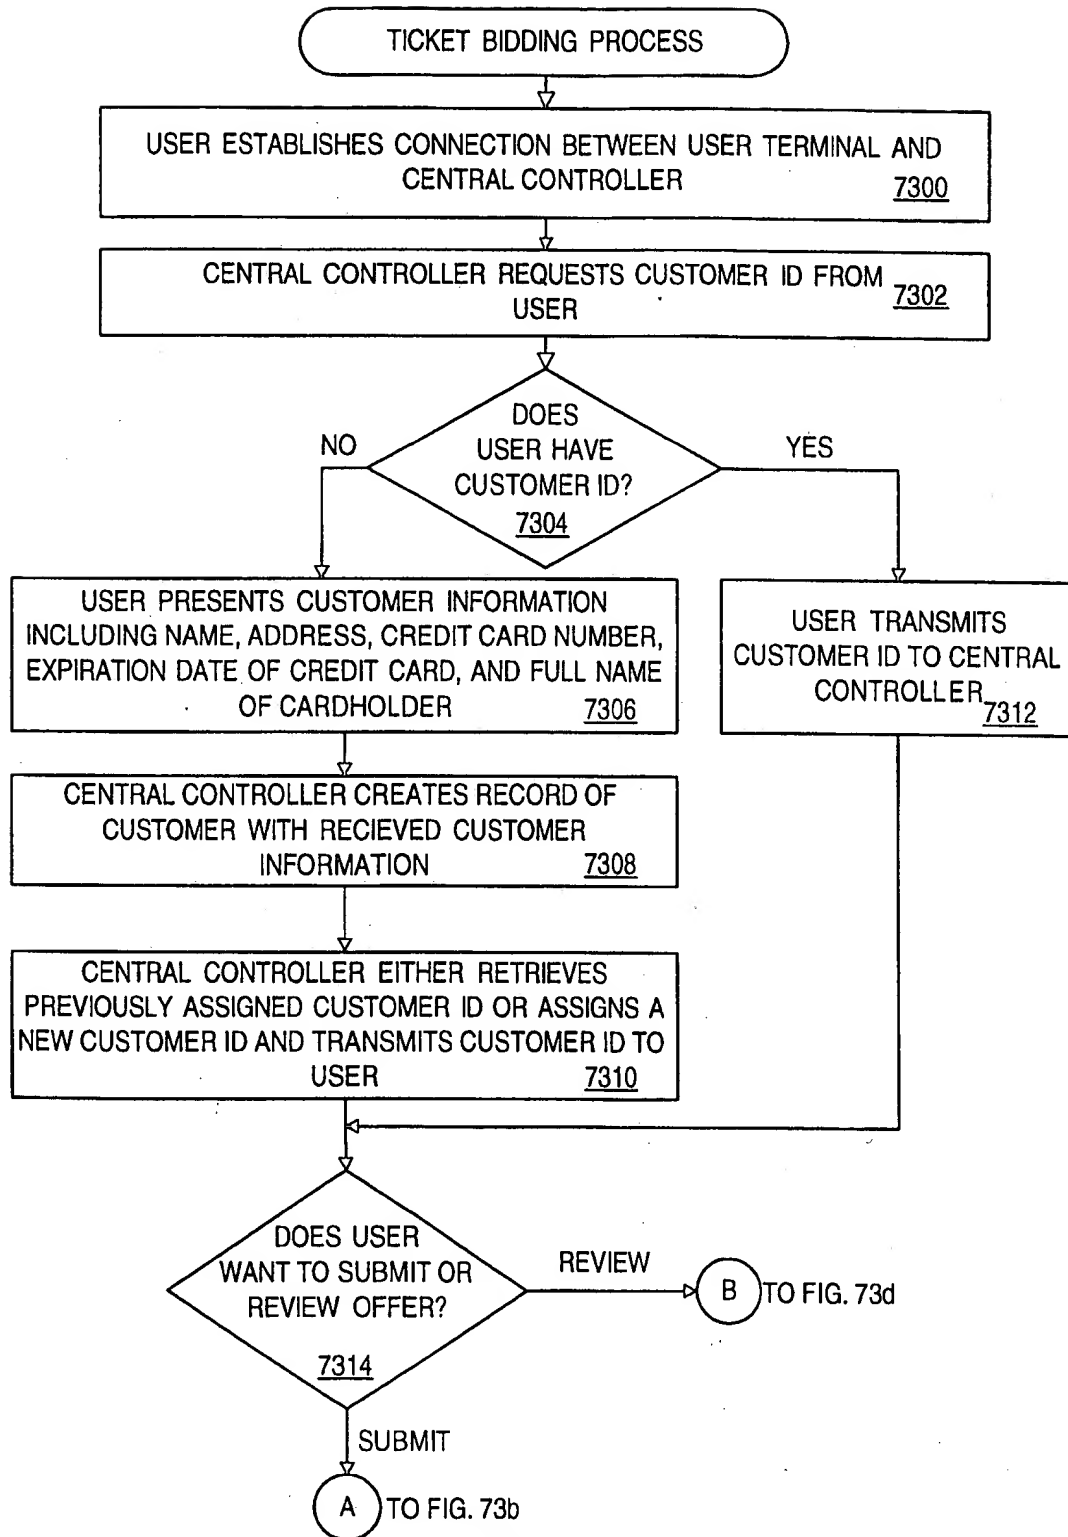 TICKET BIDDING PROCESS
USER ESTABLISHES CONNECTION BETWEEN USER TERMINAL AND
CENTRAL CONTROLLER 7300
CENTRAL CONTROLLER REQUESTS CUSTOMER ID FROM
USER 7302
DOES
USER HAVE
CUSTOMER ID?
7304
NO
YES
USER PRESENTS CUSTOMER INFORMATION
INCLUDING NAME, ADDRESS, CREDIT CARD NUMBER,
EXPIRATION DATE OF CREDIT CARD, AND FULL NAME
OF CARDHOLDER 7306
USER TRANSMITS
CUSTOMER ID TO CENTRAL
CONTROLLER 7312
CENTRAL CONTROLLER CREATES RECORD OF
CUSTOMER WITH RECIEVED CUSTOMER
INFORMATION 7308
CENTRAL CONTROLLER EITHER RETRIEVES
PREVIOUSLY ASSIGNED CUSTOMER ID OR ASSIGNS A
NEW CUSTOMER ID AND TRANSMITS CUSTOMER ID TO
USER 7310
DOES USER
WANT TO SUBMIT OR
REVIEW OFFER?
7314
REVIEW
B TO FIG. 73d
SUBMIT
A TO FIG. 73b